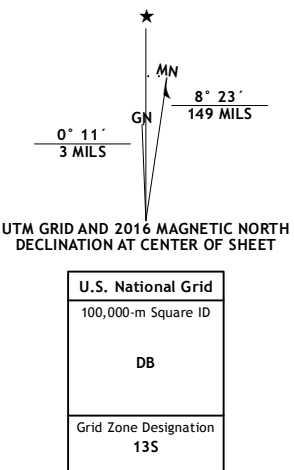 ★
MN
8° 23´
149 MILS
GN
0° 11´
3 MILS
UTM GRID AND 2016 MAGNETIC NORTH
DECLINATION AT CENTER OF SHEET
U.S. National Grid
100,000-m Square ID
DB
Grid Zone Designation
13S